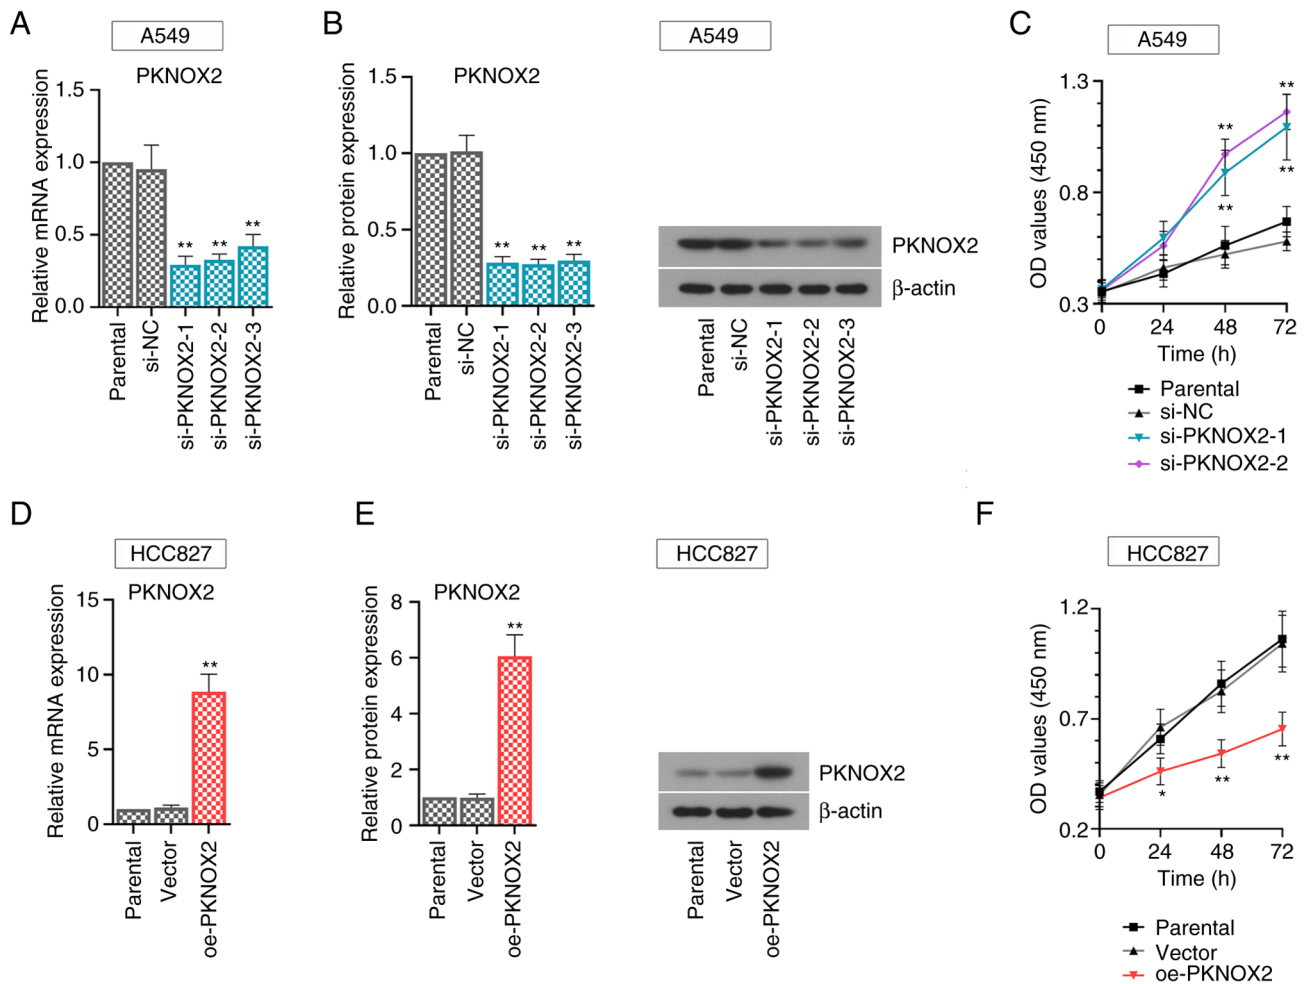 A
A549
PKNOX2
Relative mRNA expression
1.5
1.0
0.5
0.0
**
**
**
Parental
si-NC
si-PKNOX2-1
si-PKNOX2-2
si-PKNOX2-3
B
PKNOX2
Relative protein expression
1.5
1.0
0.5
0.0
**
**
**
Parental
si-NC
si-PKNOX2-1
si-PKNOX2-2
si-PKNOX2-3
A549
PKNOX2
β-actin
Parental
si-NC
si-PKNOX2-1
si-PKNOX2-2
si-PKNOX2-3
C
A549
OD values (450 nm)
1.3
0.8
0.3
**
**
**
**
0
24
48
72
Time (h)
Parental
si-NC
si-PKNOX2-1
si-PKNOX2-2
D
HCC827
PKNOX2
Relative mRNA expression
15
10
5
0
**
Parental
Vector
oe-PKNOX2
E
PKNOX2
Relative protein expression
8
6
4
2
0
**
Parental
Vector
oe-PKNOX2
HCC827
PKNOX2
β-actin
Parental
Vector
oe-PKNOX2
F
HCC827
OD values (450 nm)
1.2
0.7
0.2
*
**
**
0
24
48
72
Time (h)
Parental
Vector
oe-PKNOX2